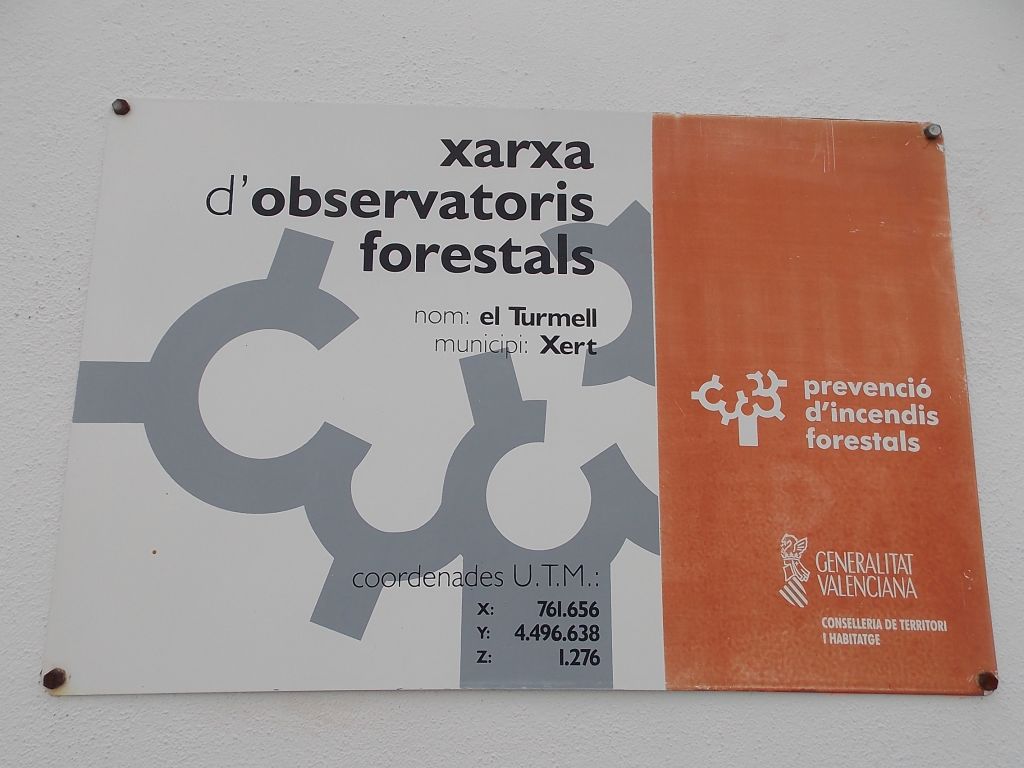 xarxa
d'observatoris
forestals
nom: el Turmell
municipi: Xert
coordenades U.T.M.:
X: 761.656
Y: 4.496.638
Z: 1.276
prevenció
d'incendis
forestals
GENERALITAT
VALENCIANA
CONSELLERIA DE TERRITORI
I HABITATGE